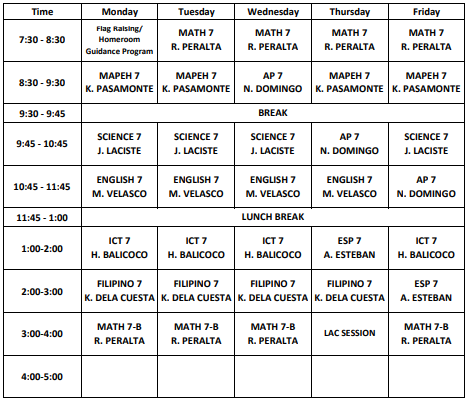 Time Monday Tuesday Wednesday Thursday Friday
7:30 - 8:30
Flag Raising/
Homeroom
Guidance Program
MATH 7
R. PERALTA
MATH 7
R. PERALTA
MATH 7
R. PERALTA
MATH 7
R. PERALTA
8:30 - 9:30
MAPEH 7
K. PASAMONTE
MAPEH 7
K. PASAMONTE
AP 7
N. DOMINGO
MAPEH 7
K. PASAMONTE
MAPEH 7
K. PASAMONTE
9:30 - 9:45 BREAK
9:45 - 10:45
SCIENCE 7
J. LACISTE
SCIENCE 7
J. LACISTE
SCIENCE 7
J. LACISTE
AP 7
N. DOMINGO
SCIENCE 7
J. LACISTE
10:45 - 11:45
ENGLISH 7
M. VELASCO
ENGLISH 7
M. VELASCO
ENGLISH 7
M. VELASCO
ENGLISH 7
M. VELASCO
AP 7
N. DOMINGO
11:45 - 1:00 LUNCH BREAK
1:00-2:00
ICT 7
H. BALICOCO
ICT 7
H. BALICOCO
ICT 7
H. BALICOCO
ESP 7
A. ESTEBAN
ICT 7
H. BALICOCO
2:00-3:00
FILIPINO 7
K. DELA CUESTA
FILIPINO 7
K. DELA CUESTA
FILIPINO 7
K. DELA CUESTA
FILIPINO 7
K. DELA CUESTA
ESP 7
A. ESTEBAN
3:00-4:00
MATH 7-B
R. PERALTA
MATH 7-B
R. PERALTA
MATH 7-B
R. PERALTA
LAC SESSION
MATH 7-B
R. PERALTA
4:00-5:00